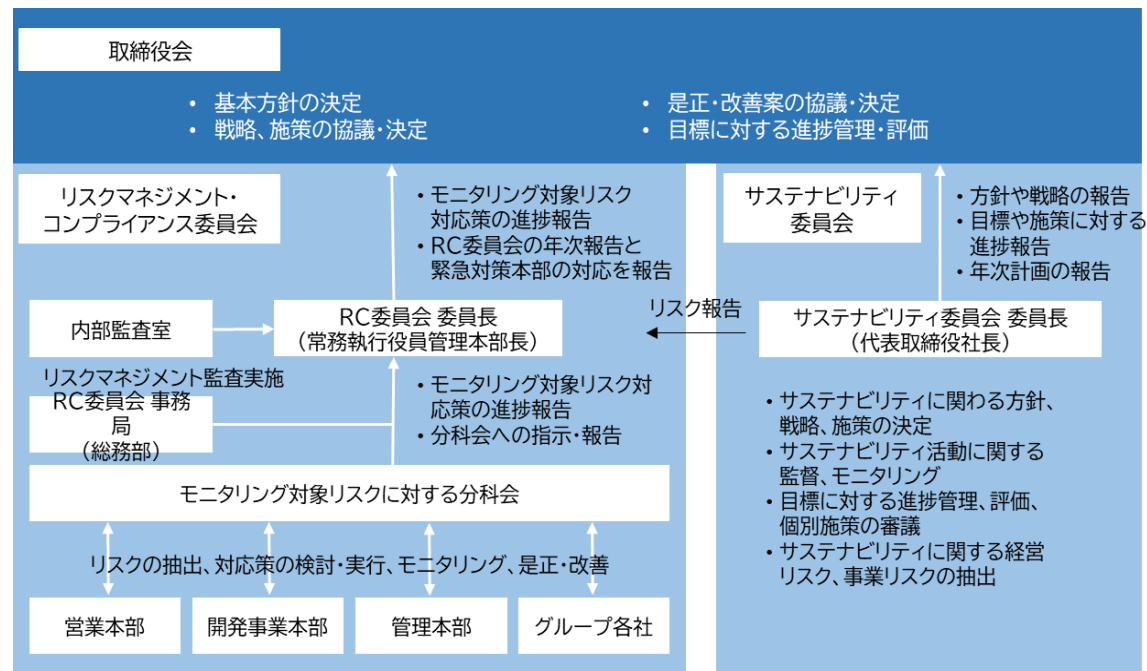 取締役会
• 基本方針の決定
• 戦略、施策の協議・決定
• 是正・改善案の協議・決定
• 目標に対する進捗管理・評価
リスクマネジメント・
コンプライアンス委員会
• モニタリング対象リスク
対応策の進捗報告
• RC委員会の年次報告と
緊急対策本部の対応を報告
サステナビリティ
委員会
• 方針や戦略の報告
• 目標や施策に対する
進捗報告
• 年次計画の報告
内部監査室
RC委員会 委員長
（常務執行役員管理本部長）
リスク報告
サステナビリティ委員会 委員長
（代表取締役社長）
リスクマネジメント監査実施
RC委員会 事務
局
（総務部）
• モニタリング対象リスク対
応策の進捗報告
• 分科会への指示・報告
モニタリング対象リスクに対する分科会
リスクの抽出、対応策の検討・実行、モニタリング、是正・改善
営業本部
開発事業本部
管理本部
グループ各社
• サステナビリティに関わる方針、
戦略、施策の決定
• サステナビリティ活動に関する
監督、モニタリング
• 目標に対する進捗管理、評価、
個別施策の審議
• サステナビリティに関する経営
リスク、事業リスクの抽出